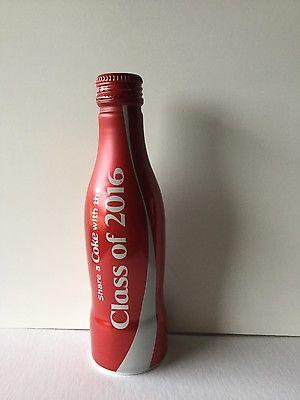 Share a Coke with the
Class of 2016